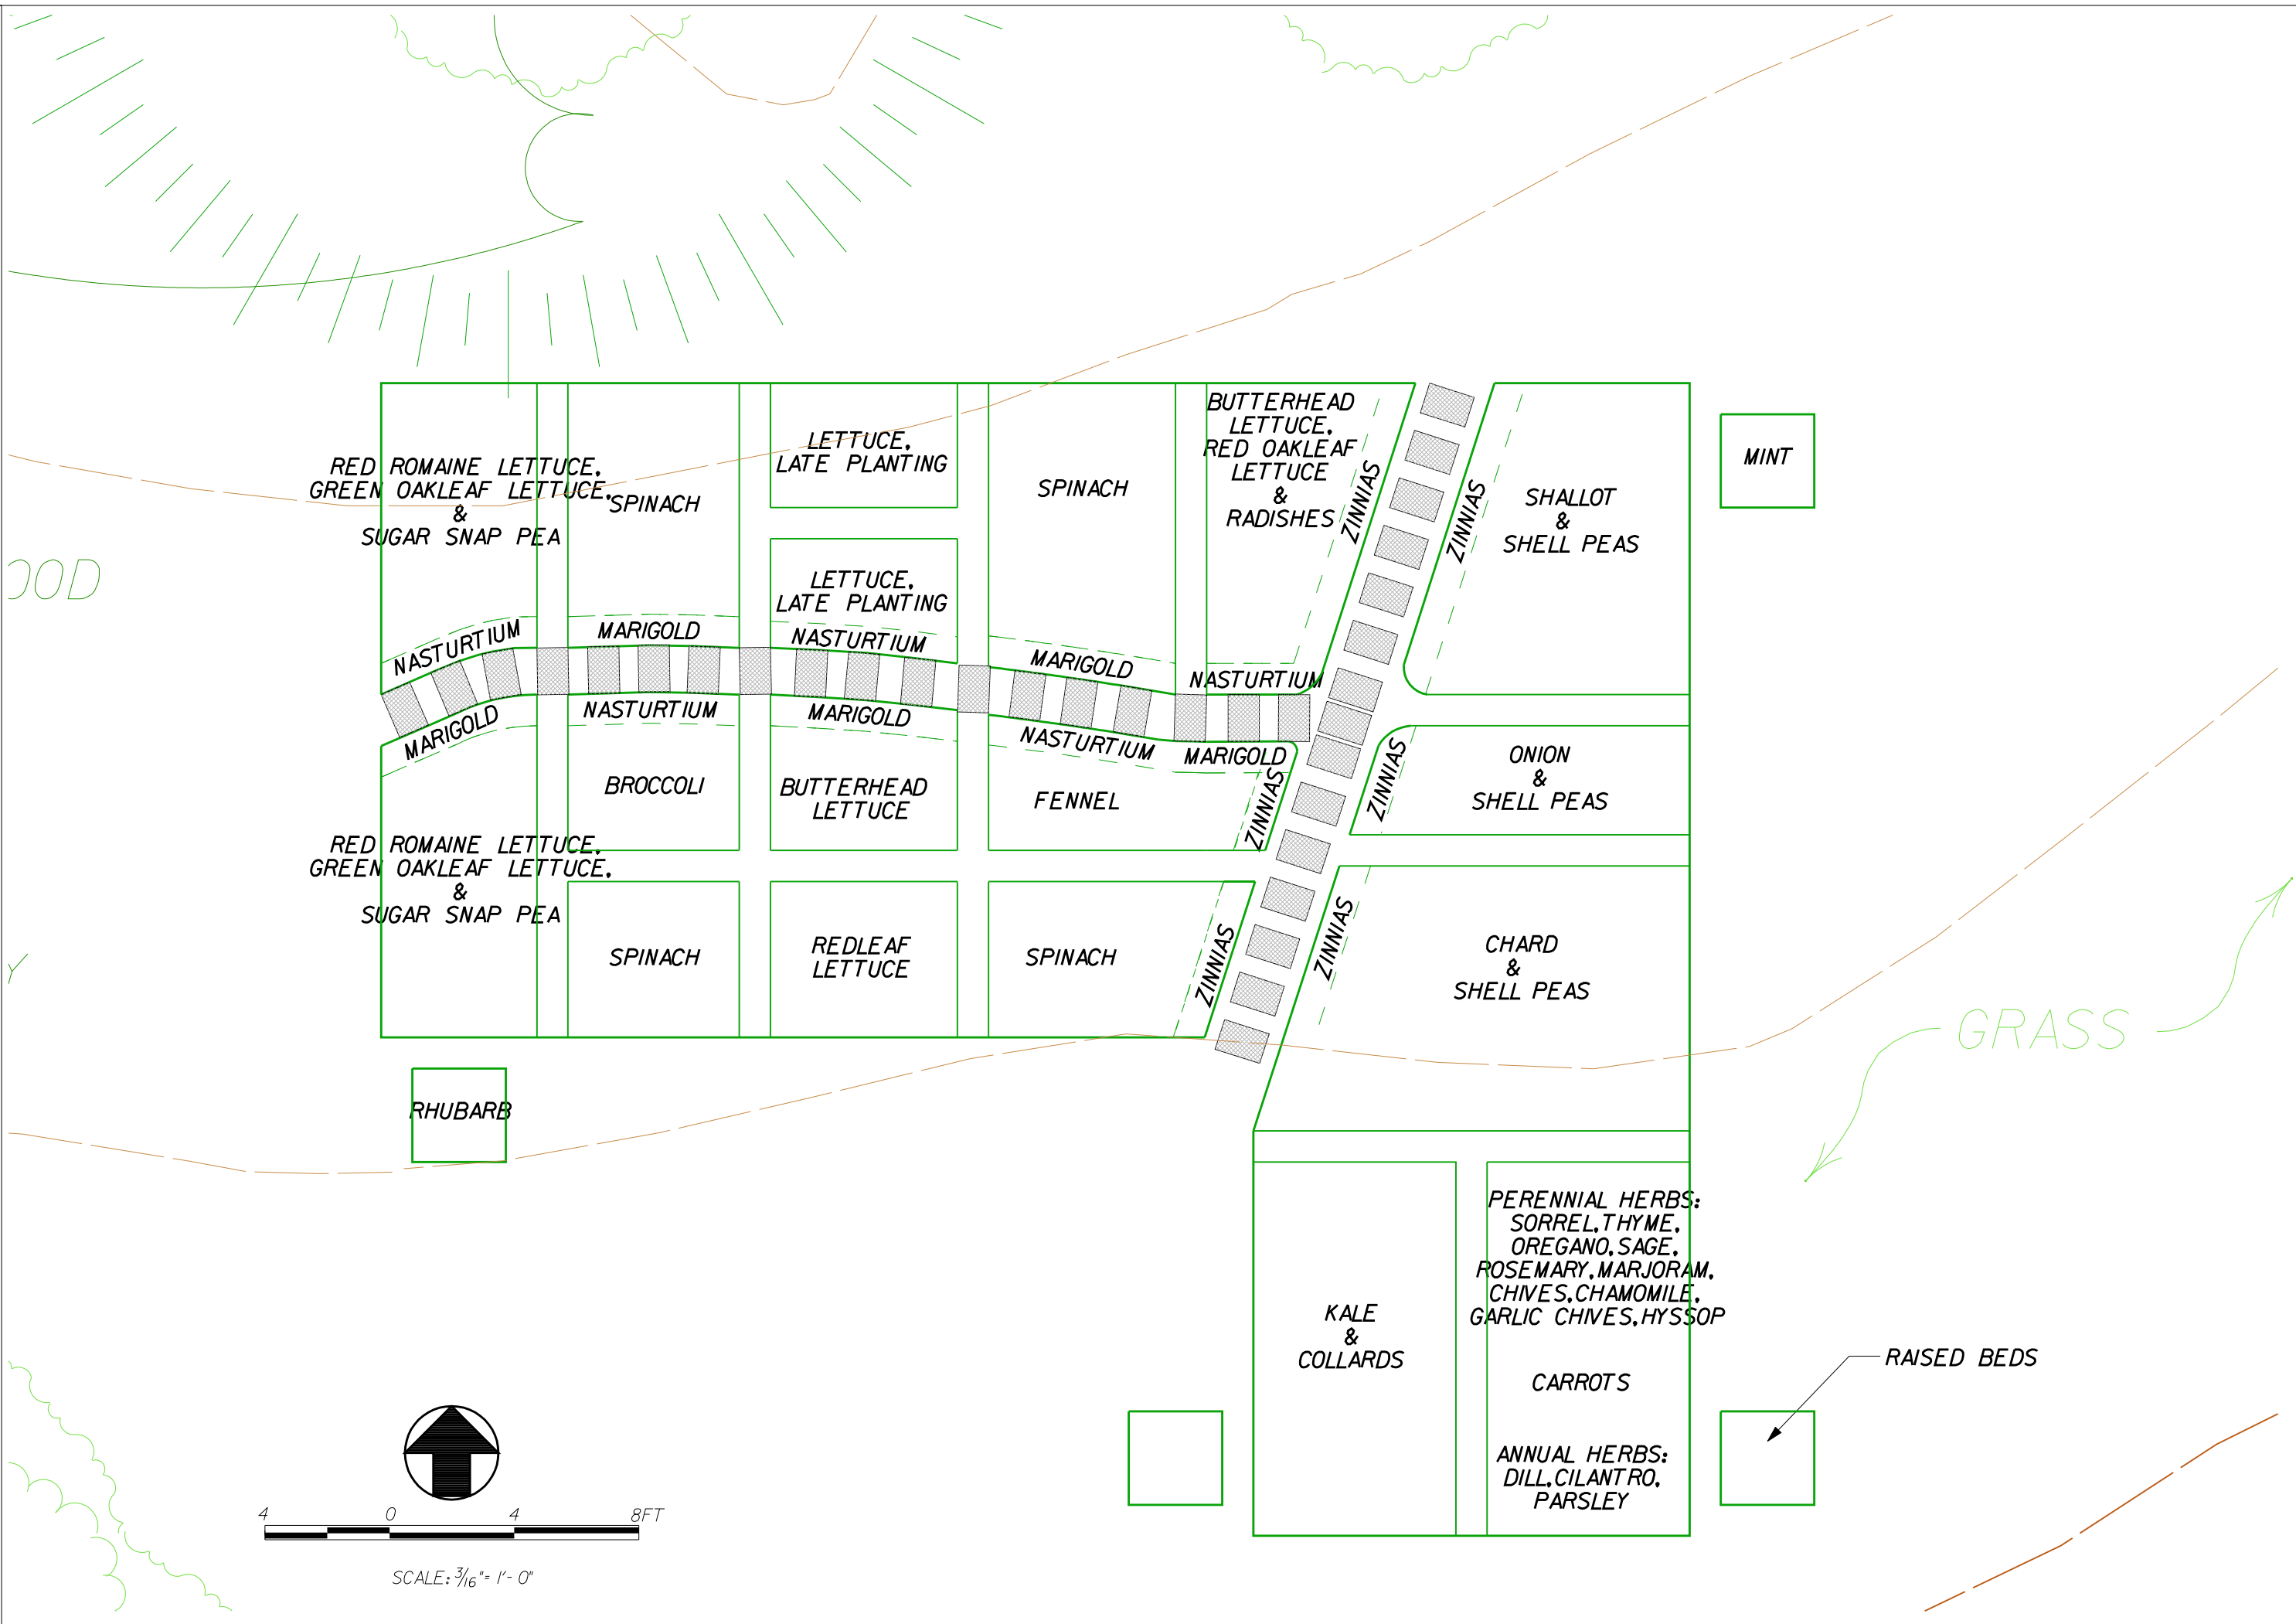 BUTTERHEAD
LETTUCE,
RED OAKLEAF
LETTUCE
&
RADISHES
LETTUCE,
LATE PLANTING
RED ROMAINE LETTUCE,
GREEN OAKLEAF LETTUCE,
&
SUGAR SNAP PEA
SPINACH
SPINACH
ZINNIAS
ZINNIAS
SHALLOT
&
SHELL PEAS
MINT
OOD
LETTUCE,
LATE PLANTING
NASTURTIUM
MARIGOLD
NASTURTIUM
MARIGOLD
NASTURTIUM
MARIGOLD
NASTURTIUM
MARIGOLD
NASTURTIUM
MARIGOLD
ZINNIAS
ZINNIAS
ONION
&
SHELL PEAS
BROCCOLI
BUTTERHEAD
LETTUCE
FENNEL
RED ROMAINE LETTUCE,
GREEN OAKLEAF LETTUCE,
&
SUGAR SNAP PEA
SPINACH
REDLEAF
LETTUCE
SPINACH
ZINNIAS
ZINNIAS
CHARD
&
SHELL PEAS
Y
GRASS
RHUBARB
PERENNIAL HERBS:
SORREL, THYME,
OREGANO, SAGE,
ROSEMARY, MARJORAM,
CHIVES, CHAMOMILE,
GARLIC CHIVES, HYSSOP
KALE
&
COLLARDS
CARROTS
RAISED BEDS
ANNUAL HERBS:
DILL, CILANTRO,
PARSLEY
4 0 4 8FT
SCALE: 3/16"= 1'- 0"